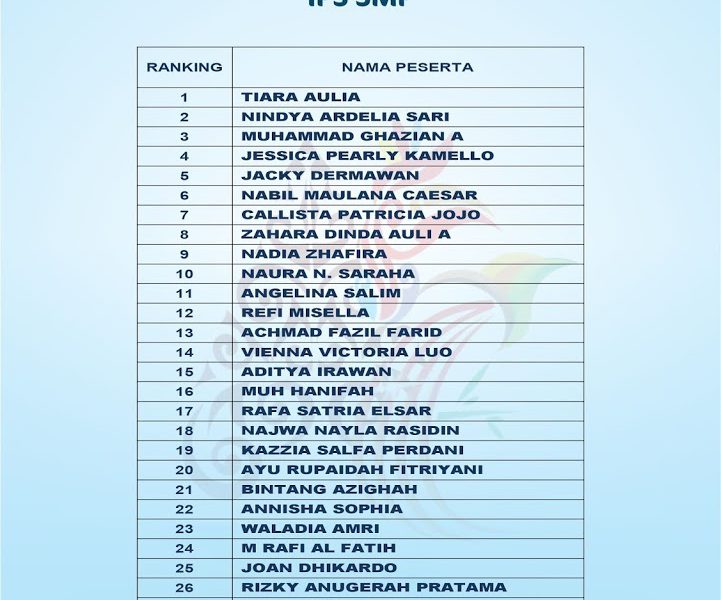 IPS SMP
RANKING NAMA PESERTA
1 TIARA AULIA
2 NINDYA ARDELIA SARI
3 MUHAMMAD GHAZIAN A
4 JESSICA PEARLY KAMELLO
5 JACKY DERMAWAN
6 NABIL MAULANA CAESAR
7 CALLISTA PATRICIA JOJO
8 ZAHARA DINDA AULI A
9 NADIA ZHAFIRA
10 NAURA N. SARAHA
11 ANGELINA SALIM
12 REFI MISELLA
13 ACHMAD FAZIL FARID
14 VIENNA VICTORIA LUO
15 ADITYA IRAWAN
16 MUH HANIFAH
17 RAFA SATRIA ELSAR
18 NAJWA NAYLA RASIDIN
19 KAZZIA SALFA PERDANI
20 AYU RUPAIDAH FITRIYANI
21 BINTANG AZIGHAH
22 ANNISHA SOPHIA
23 WALADIA AMRI
24 M RAFI AL FATIH
25 JOAN DHIKARDO
26 RIZKY ANUGERAH PRATAMA